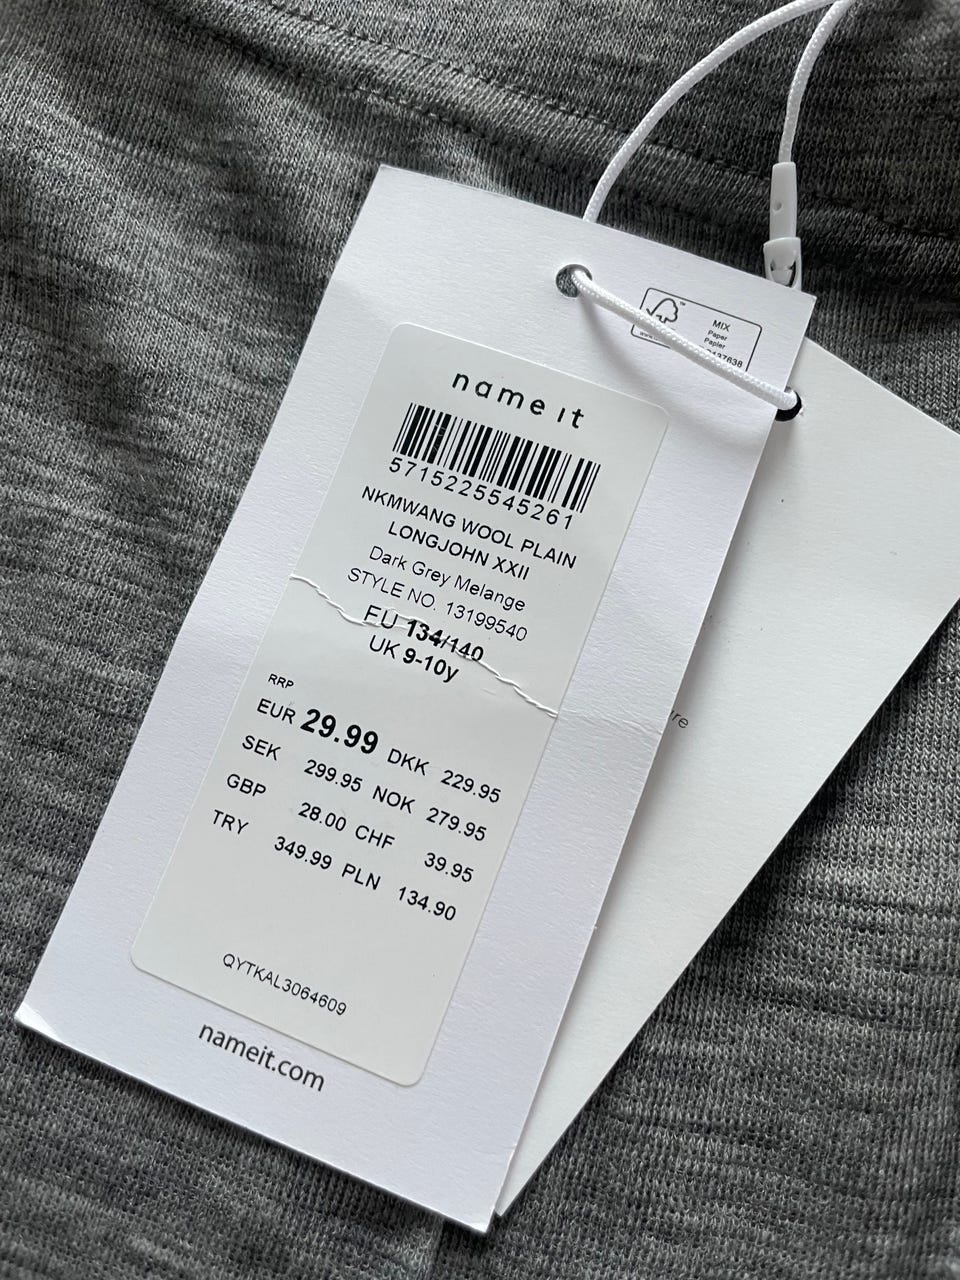 MIX
Paper
Papier
name it
5715225545261
NKMWANG WOOL PLAIN
LONGJOHN XXII
Dark Grey Melange
STYLE NO. 13199540
EU 134/140
UK 9-10y
RRP
EUR 29.99 DKK 229.95
SEK 299.95 NOK 279.95
GBP 28.00 CHF 39.95
TRY 349.99 PLN 134.90
QYTKAL3064609
nameit.com